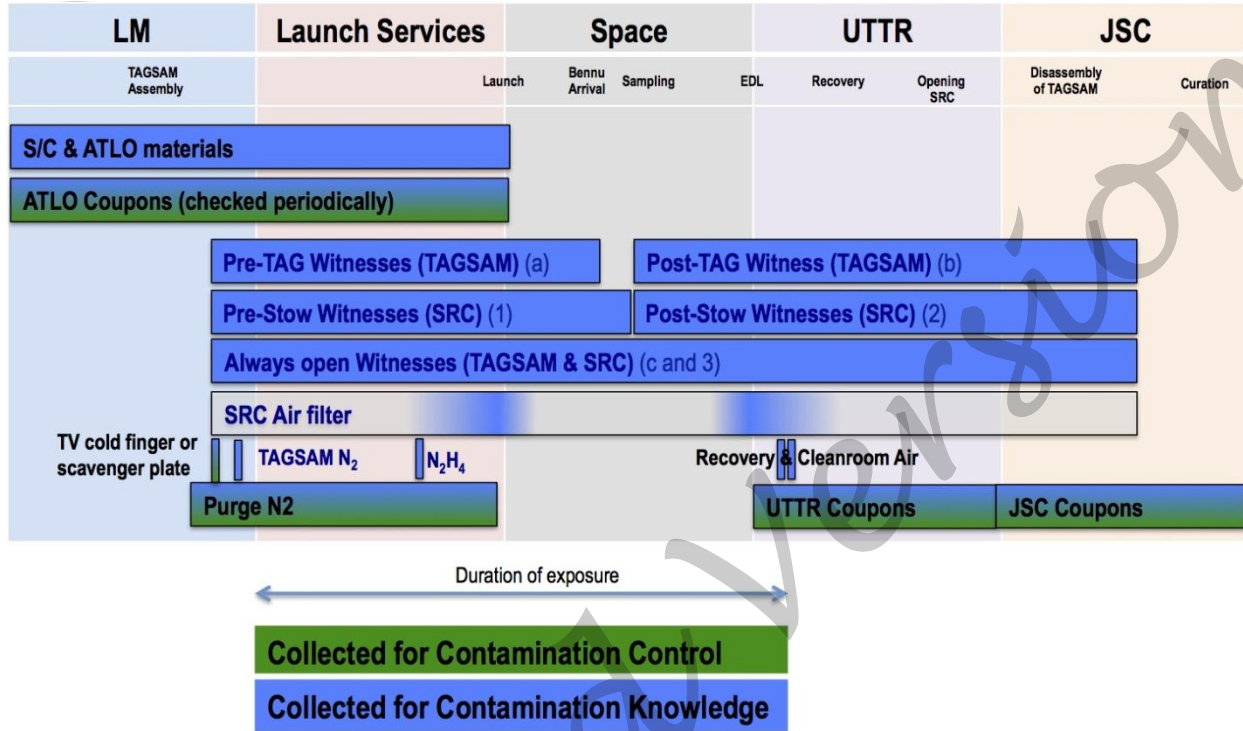 LM Launch Services Space UTTR JSC
TAGSAM Assembly Launch Bennu Arrival Sampling EDL Recovery Opening SRC Disassembly of TAGSAM Curation
S/C & ATLO materials
ATLO Coupons (checked periodically)
Pre-TAG Witnesses (TAGSAM) (a) Post-TAG Witness (TAGSAM) (b)
Pre-Stow Witnesses (SRC) (1) Post-Stow Witnesses (SRC) (2)
Always open Witnesses (TAGSAM & SRC) (c and 3)
SRC Air filter
TV cold finger or
scavenger plate
TAGSAM N₂ N₂H₄ Recovery & Cleanroom Air
Purge N2 UTTR Coupons JSC Coupons
Duration of exposure
Collected for Contamination Control
Collected for Contamination Knowledge
d version